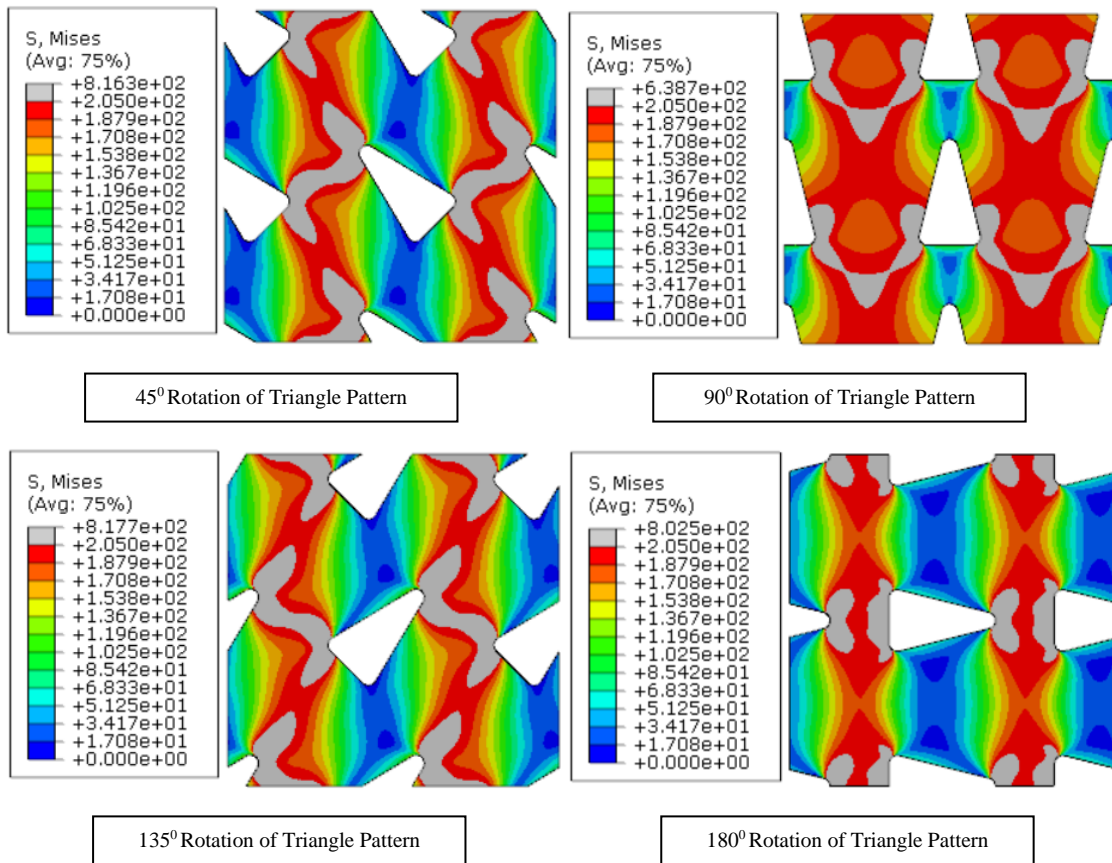 S, Mises
(Avg: 75%)
+8.163e+02
+2.050e+02
+1.879e+02
+1.708e+02
+1.538e+02
+1.367e+02
+1.196e+02
+1.025e+02
+8.542e+01
+6.833e+01
+5.125e+01
+3.417e+01
+1.708e+01
+0.000e+00
S, Mises
(Avg: 75%)
+6.387e+02
+2.050e+02
+1.879e+02
+1.708e+02
+1.538e+02
+1.367e+02
+1.196e+02
+1.025e+02
+8.542e+01
+6.833e+01
+5.125e+01
+3.417e+01
+1.708e+01
+0.000e+00
45⁰ Rotation of Triangle Pattern
90⁰ Rotation of Triangle Pattern
S, Mises
(Avg: 75%)
+8.177e+02
+2.050e+02
+1.879e+02
+1.708e+02
+1.538e+02
+1.367e+02
+1.196e+02
+1.025e+02
+8.542e+01
+6.833e+01
+5.125e+01
+3.417e+01
+1.708e+01
+0.000e+00
S, Mises
(Avg: 75%)
+8.025e+02
+2.050e+02
+1.879e+02
+1.708e+02
+1.538e+02
+1.367e+02
+1.196e+02
+1.025e+02
+8.542e+01
+6.833e+01
+5.125e+01
+3.417e+01
+1.708e+01
+0.000e+00
135⁰ Rotation of Triangle Pattern
180⁰ Rotation of Triangle Pattern